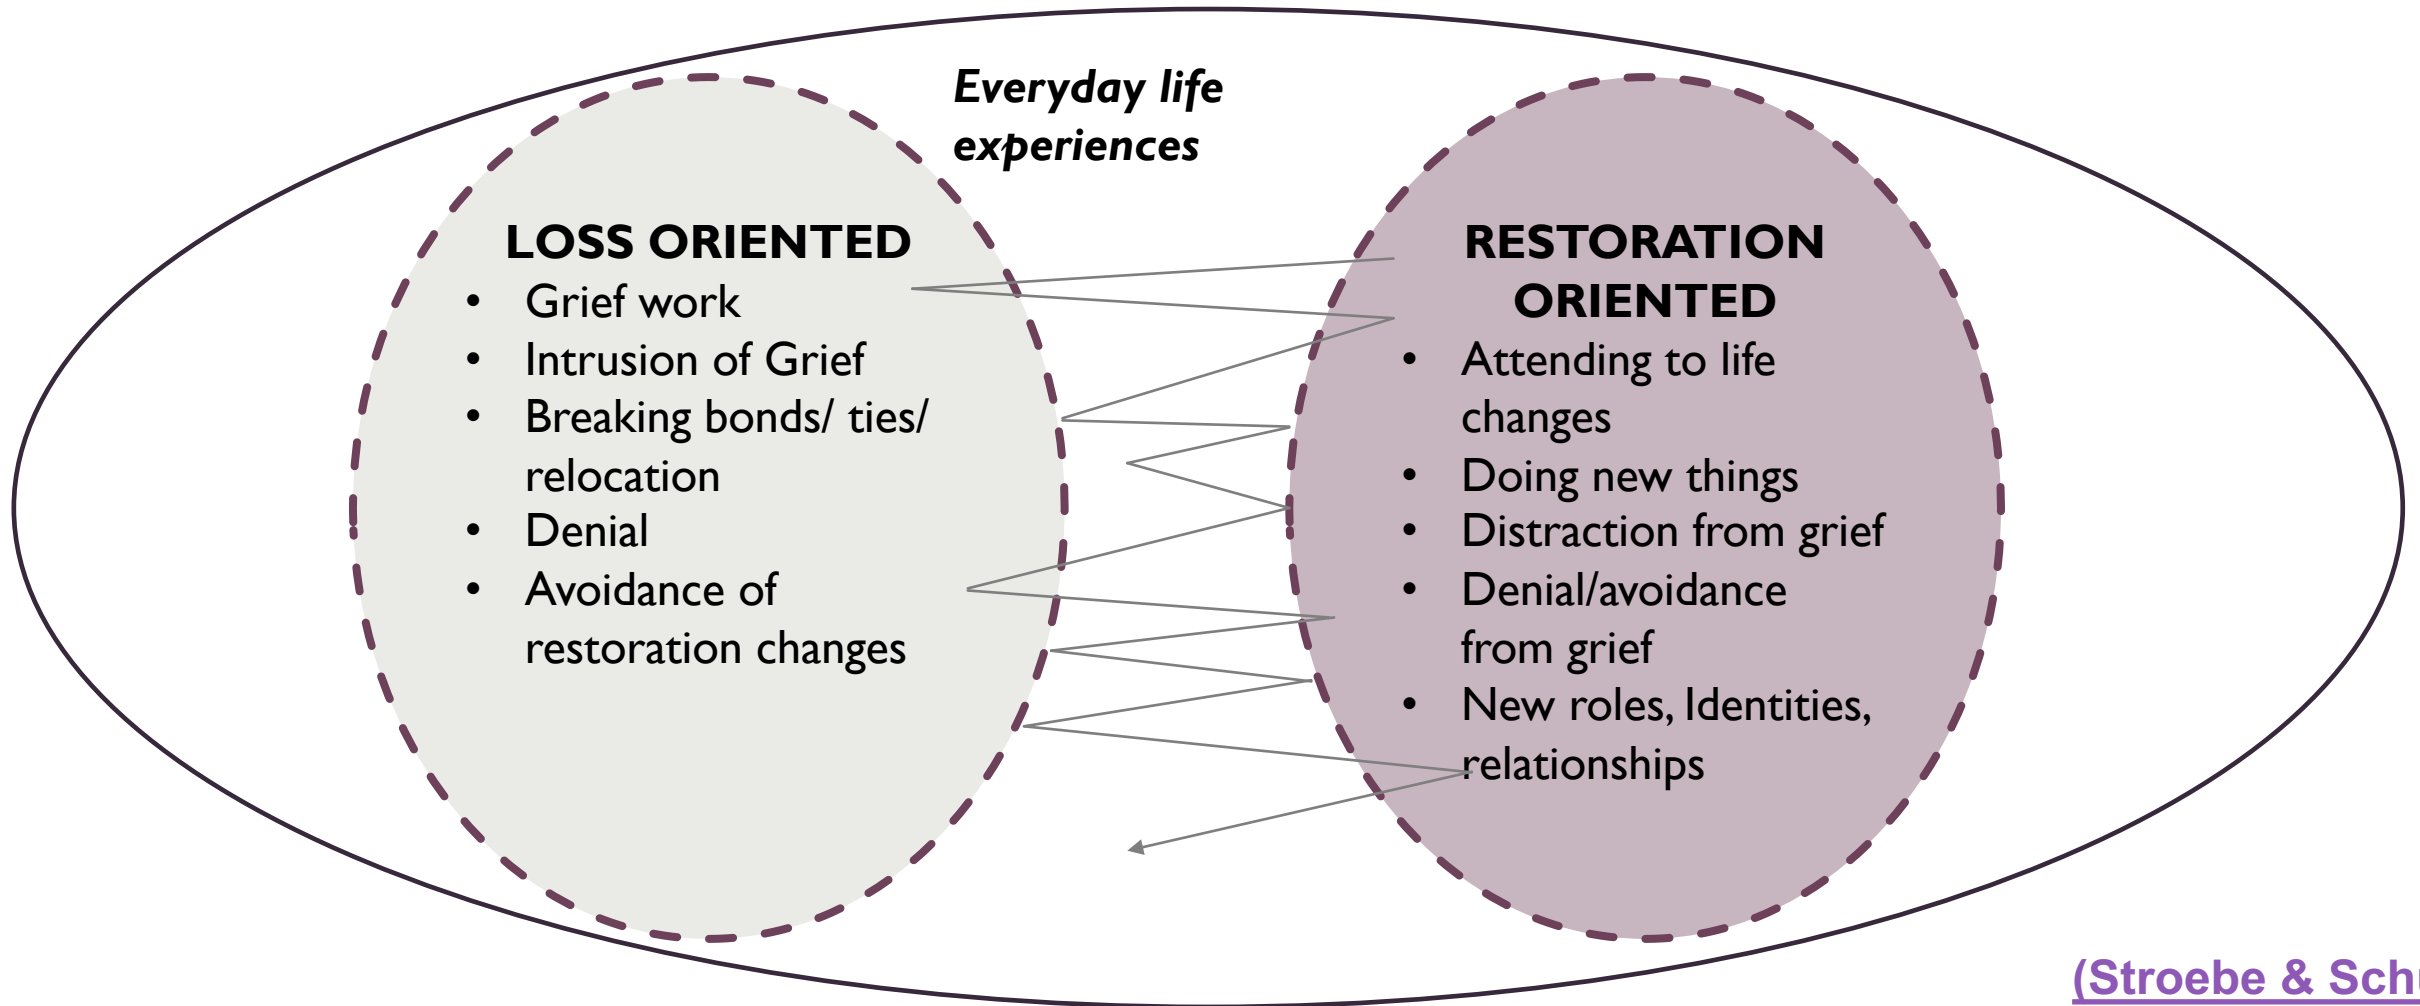 Everyday life
experiences
LOSS ORIENTED
• Grief work
• Intrusion of Grief
• Breaking bonds/ ties/
relocation
• Denial
• Avoidance of
restoration changes
RESTORATION
ORIENTED
• Attending to life
changes
• Doing new things
• Distraction from grief
• Denial/avoidance
from grief
• New roles, Identities,
relationships
(Stroebe &